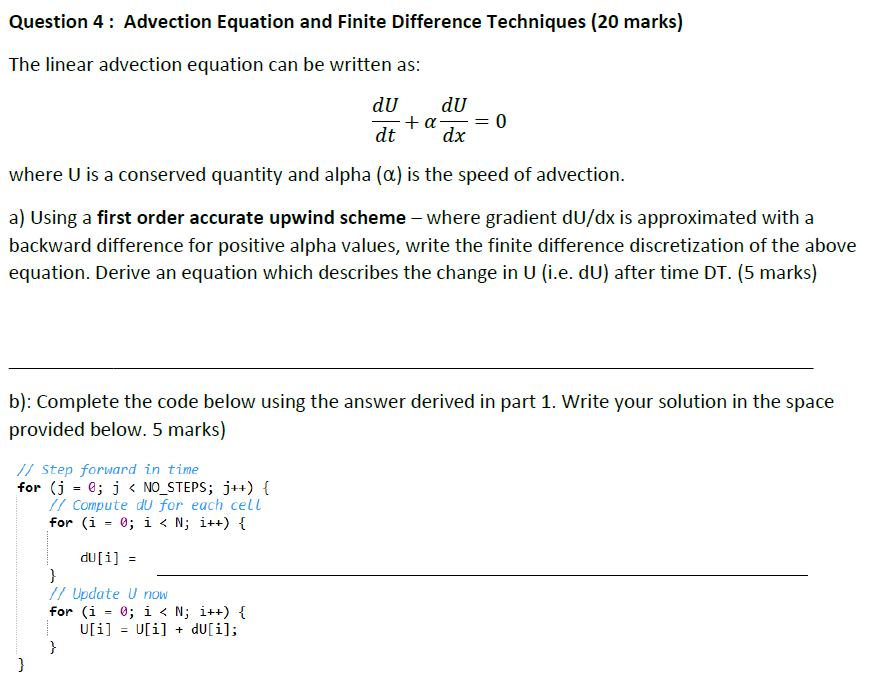 Question 4 :  Advection Equation and Finite Difference Techniques (20 marks)
The linear advection equation can be written as:
dU/dt + α dU/dx = 0
where U is a conserved quantity and alpha (α) is the speed of advection.
a) Using a first order accurate upwind scheme – where gradient dU/dx is approximated with a
backward difference for positive alpha values, write the finite difference discretization of the above
equation. Derive an equation which describes the change in U (i.e. dU) after time DT. (5 marks)
b): Complete the code below using the answer derived in part 1. Write your solution in the space
provided below. 5 marks)
// Step forward in time
for (j = 0; j < NO_STEPS; j++) {
// Compute dU for each cell
for (i = 0; i < N; i++) {
dU[i] =
}
// Update U now
for (i = 0; i < N; i++) {
U[i] = U[i] + dU[i];
}
}